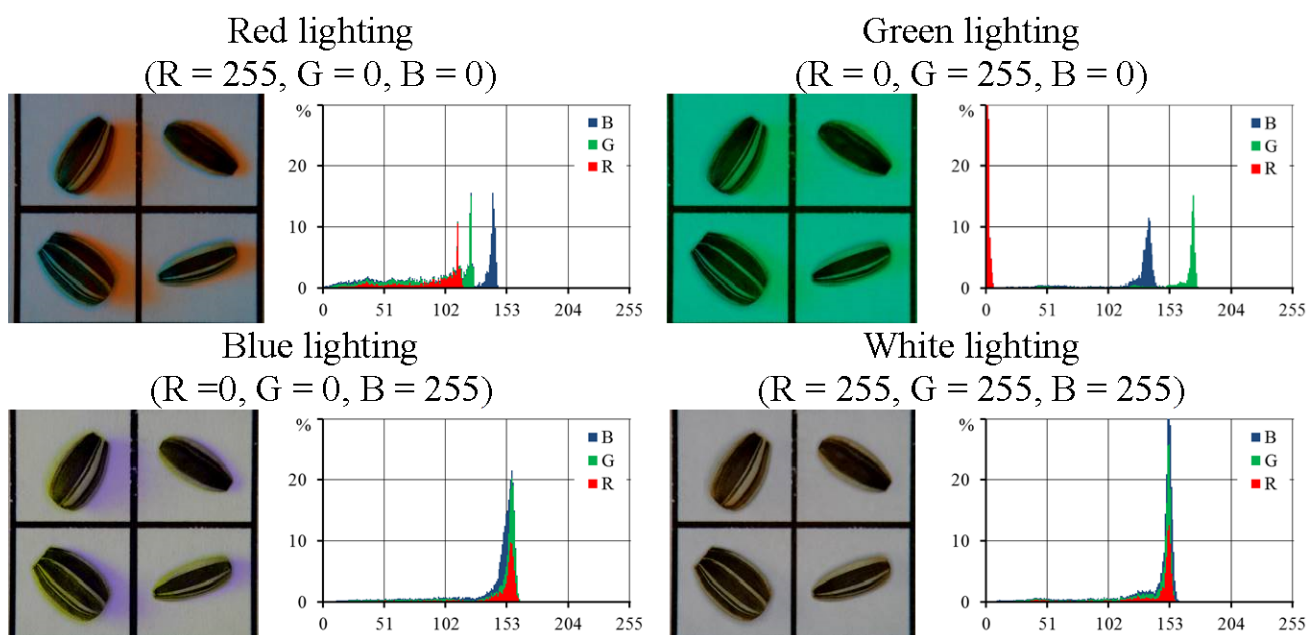 Red lighting
(R = 255, G = 0, B = 0)
%
20
10
0
0 51 102 153 204 255
B
G
R
Green lighting
(R = 0, G = 255, B = 0)
%
20
10
0
0 51 102 153 204 255
B
G
R
Blue lighting
(R =0, G = 0, B = 255)
%
20
10
0
0 51 102 153 204 255
B
G
R
White lighting
(R = 255, G = 255, B = 255)
%
20
10
0
0 51 102 153 204 255
B
G
R